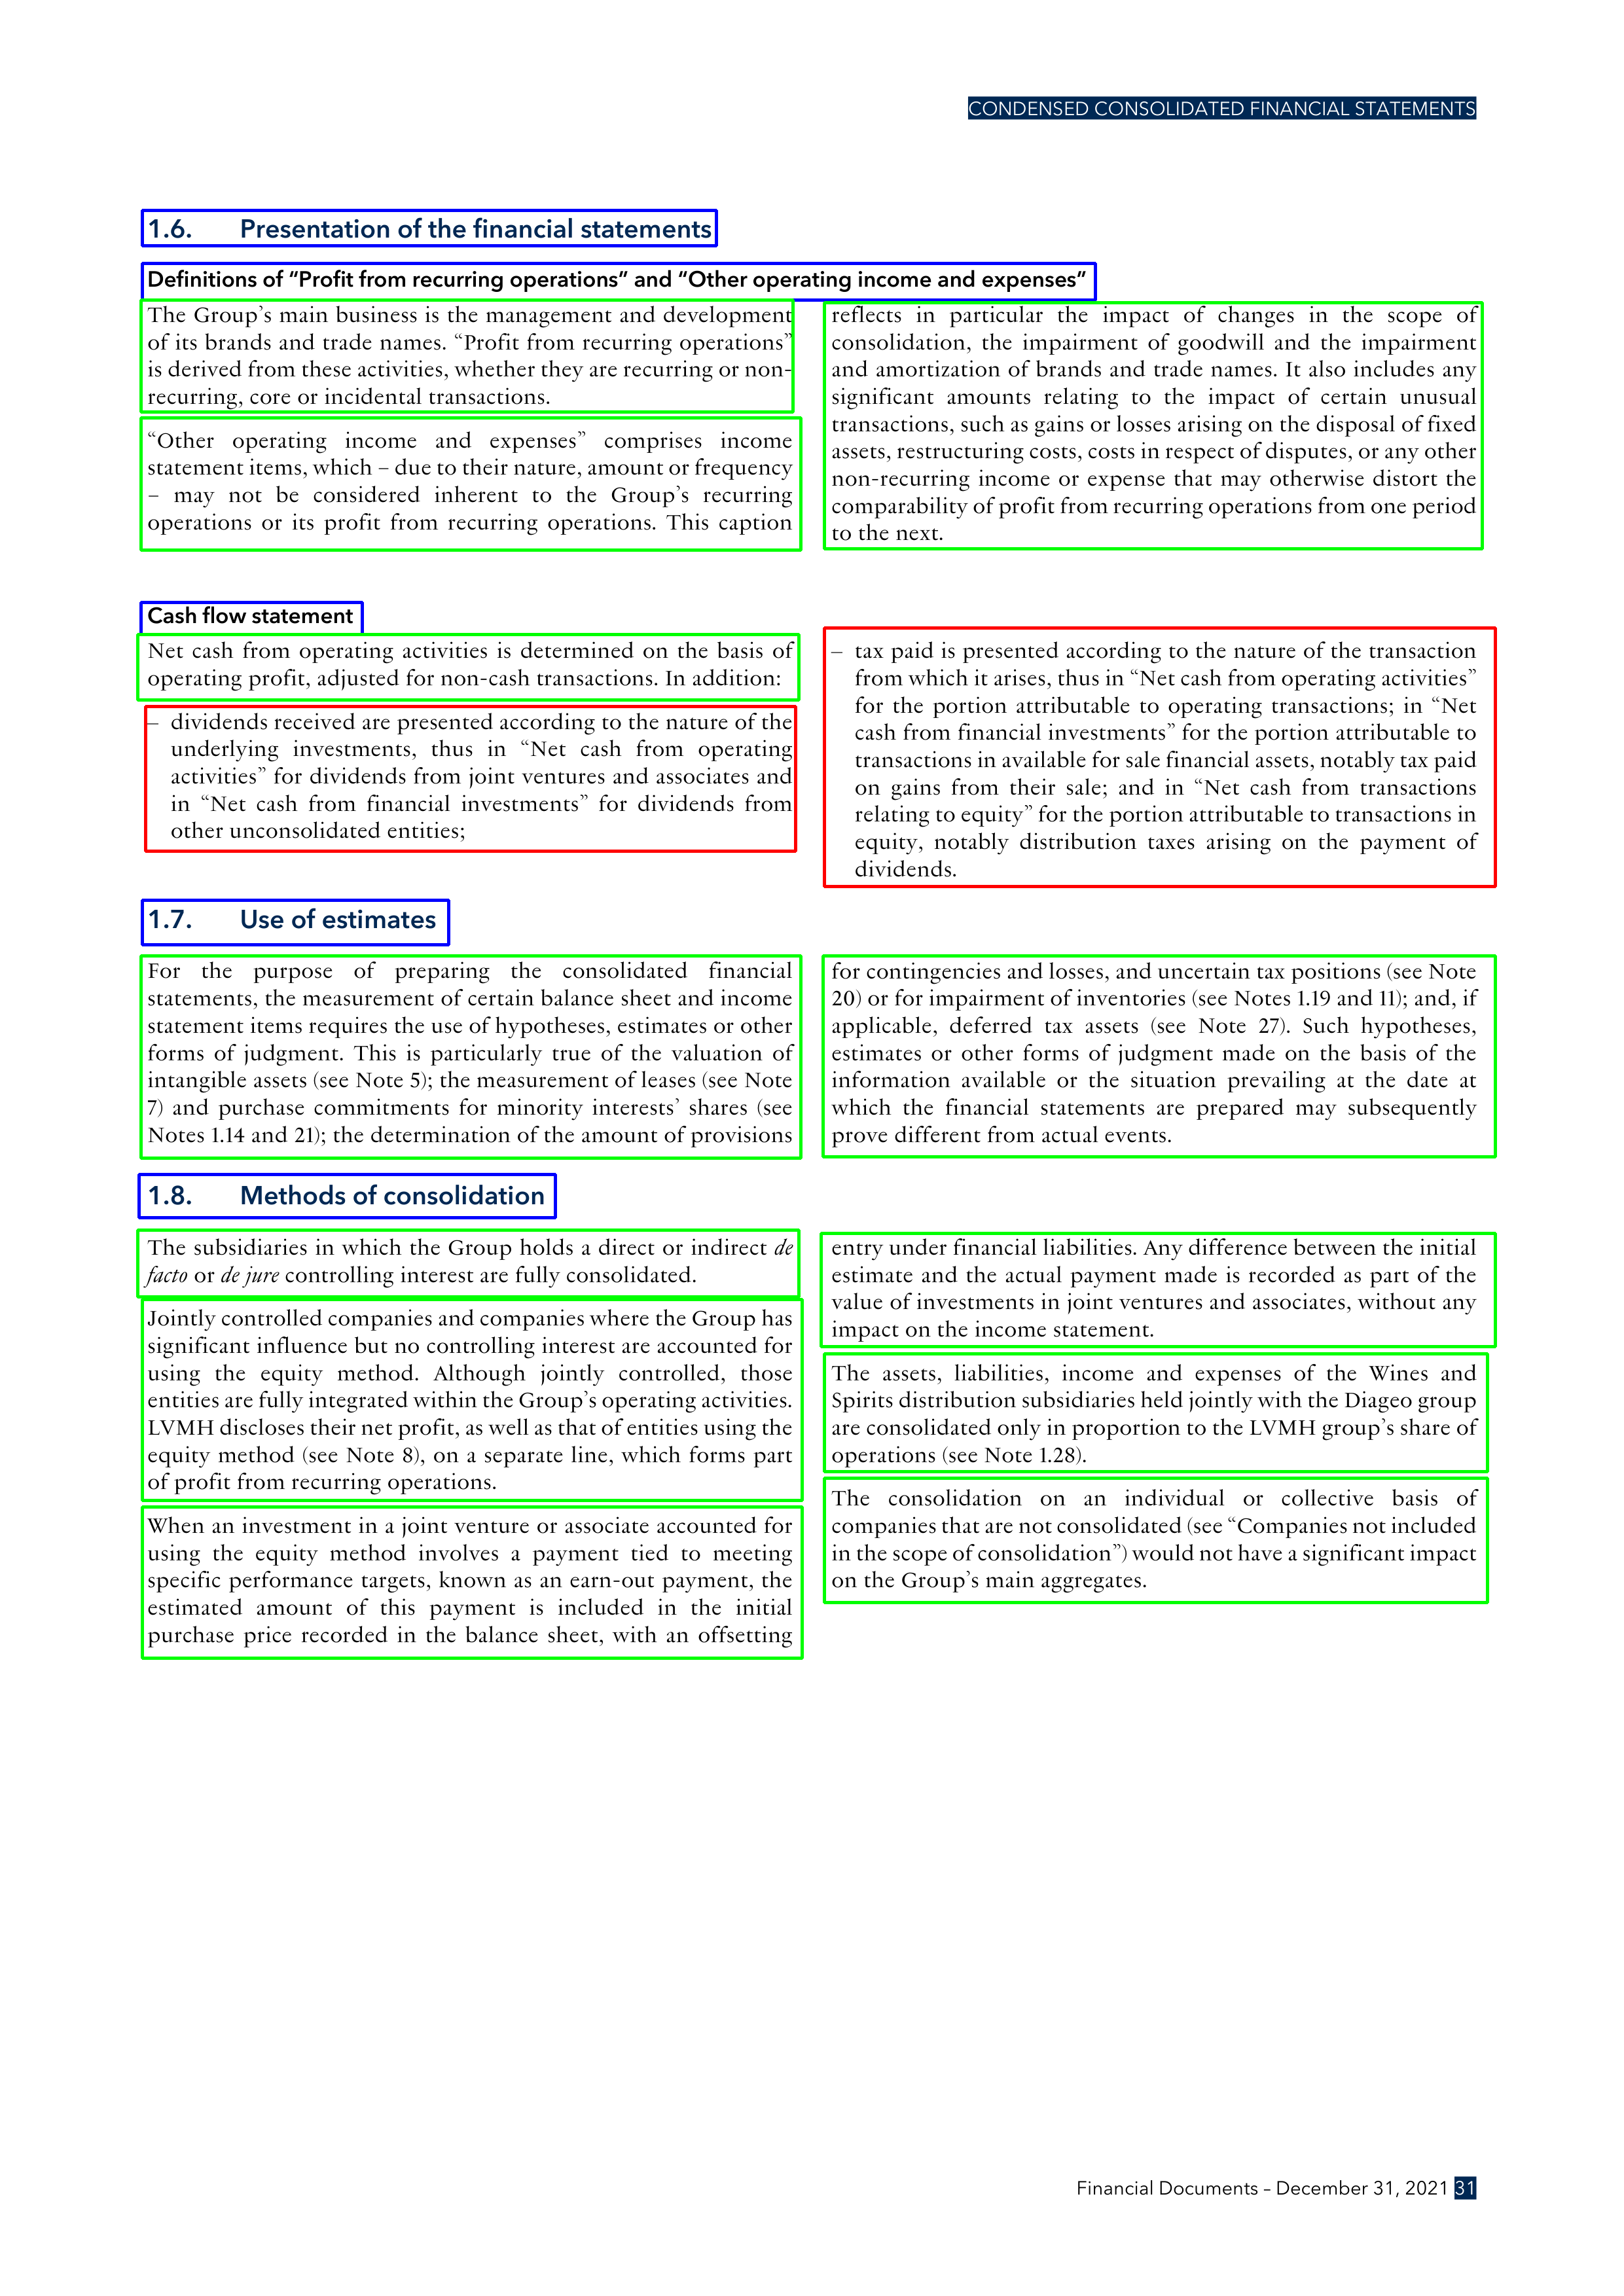 CONDENSED CONSOLIDATED FINANCIAL STATEMENTS
1.6. Presentation of the financial statements
Definitions of “Profit from recurring operations” and “Other operating income and expenses”
The Group’s main business is the management and development
of its brands and trade names. “Profit from recurring operations”
is derived from these activities, whether they are recurring or non-
recurring, core or incidental transactions.
“Other operating income and expenses” comprises income
statement items, which – due to their nature, amount or frequency
– may not be considered inherent to the Group’s recurring
operations or its profit from recurring operations. This caption
reflects in particular the impact of changes in the scope of
consolidation, the impairment of goodwill and the impairment
and amortization of brands and trade names. It also includes any
significant amounts relating to the impact of certain unusual
transactions, such as gains or losses arising on the disposal of fixed
assets, restructuring costs, costs in respect of disputes, or any other
non-recurring income or expense that may otherwise distort the
comparability of profit from recurring operations from one period
to the next.
Cash flow statement
Net cash from operating activities is determined on the basis of
operating profit, adjusted for non-cash transactions. In addition:
– dividends received are presented according to the nature of the
underlying investments, thus in “Net cash from operating
activities” for dividends from joint ventures and associates and
in “Net cash from financial investments” for dividends from
other unconsolidated entities;
– tax paid is presented according to the nature of the transaction
from which it arises, thus in “Net cash from operating activities”
for the portion attributable to operating transactions; in “Net
cash from financial investments” for the portion attributable to
transactions in available for sale financial assets, notably tax paid
on gains from their sale; and in “Net cash from transactions
relating to equity” for the portion attributable to transactions in
equity, notably distribution taxes arising on the payment of
dividends.
1.7. Use of estimates
For the purpose of preparing the consolidated financial
statements, the measurement of certain balance sheet and income
statement items requires the use of hypotheses, estimates or other
forms of judgment. This is particularly true of the valuation of
intangible assets (see Note 5); the measurement of leases (see Note
7) and purchase commitments for minority interests’ shares (see
Notes 1.14 and 21); the determination of the amount of provisions
for contingencies and losses, and uncertain tax positions (see Note
20) or for impairment of inventories (see Notes 1.19 and 11); and, if
applicable, deferred tax assets (see Note 27). Such hypotheses,
estimates or other forms of judgment made on the basis of the
information available or the situation prevailing at the date at
which the financial statements are prepared may subsequently
prove different from actual events.
1.8. Methods of consolidation
The subsidiaries in which the Group holds a direct or indirect de
facto or de jure controlling interest are fully consolidated.
Jointly controlled companies and companies where the Group has
significant influence but no controlling interest are accounted for
using the equity method. Although jointly controlled, those
entities are fully integrated within the Group’s operating activities.
LVMH discloses their net profit, as well as that of entities using the
equity method (see Note 8), on a separate line, which forms part
of profit from recurring operations.
When an investment in a joint venture or associate accounted for
using the equity method involves a payment tied to meeting
specific performance targets, known as an earn-out payment, the
estimated amount of this payment is included in the initial
purchase price recorded in the balance sheet, with an offsetting
entry under financial liabilities. Any difference between the initial
estimate and the actual payment made is recorded as part of the
value of investments in joint ventures and associates, without any
impact on the income statement.
The assets, liabilities, income and expenses of the Wines and
Spirits distribution subsidiaries held jointly with the Diageo group
are consolidated only in proportion to the LVMH group’s share of
operations (see Note 1.28).
The consolidation on an individual or collective basis of
companies that are not consolidated (see “Companies not included
in the scope of consolidation”) would not have a significant impact
on the Group’s main aggregates.
Financial Documents – December 31, 2021 31